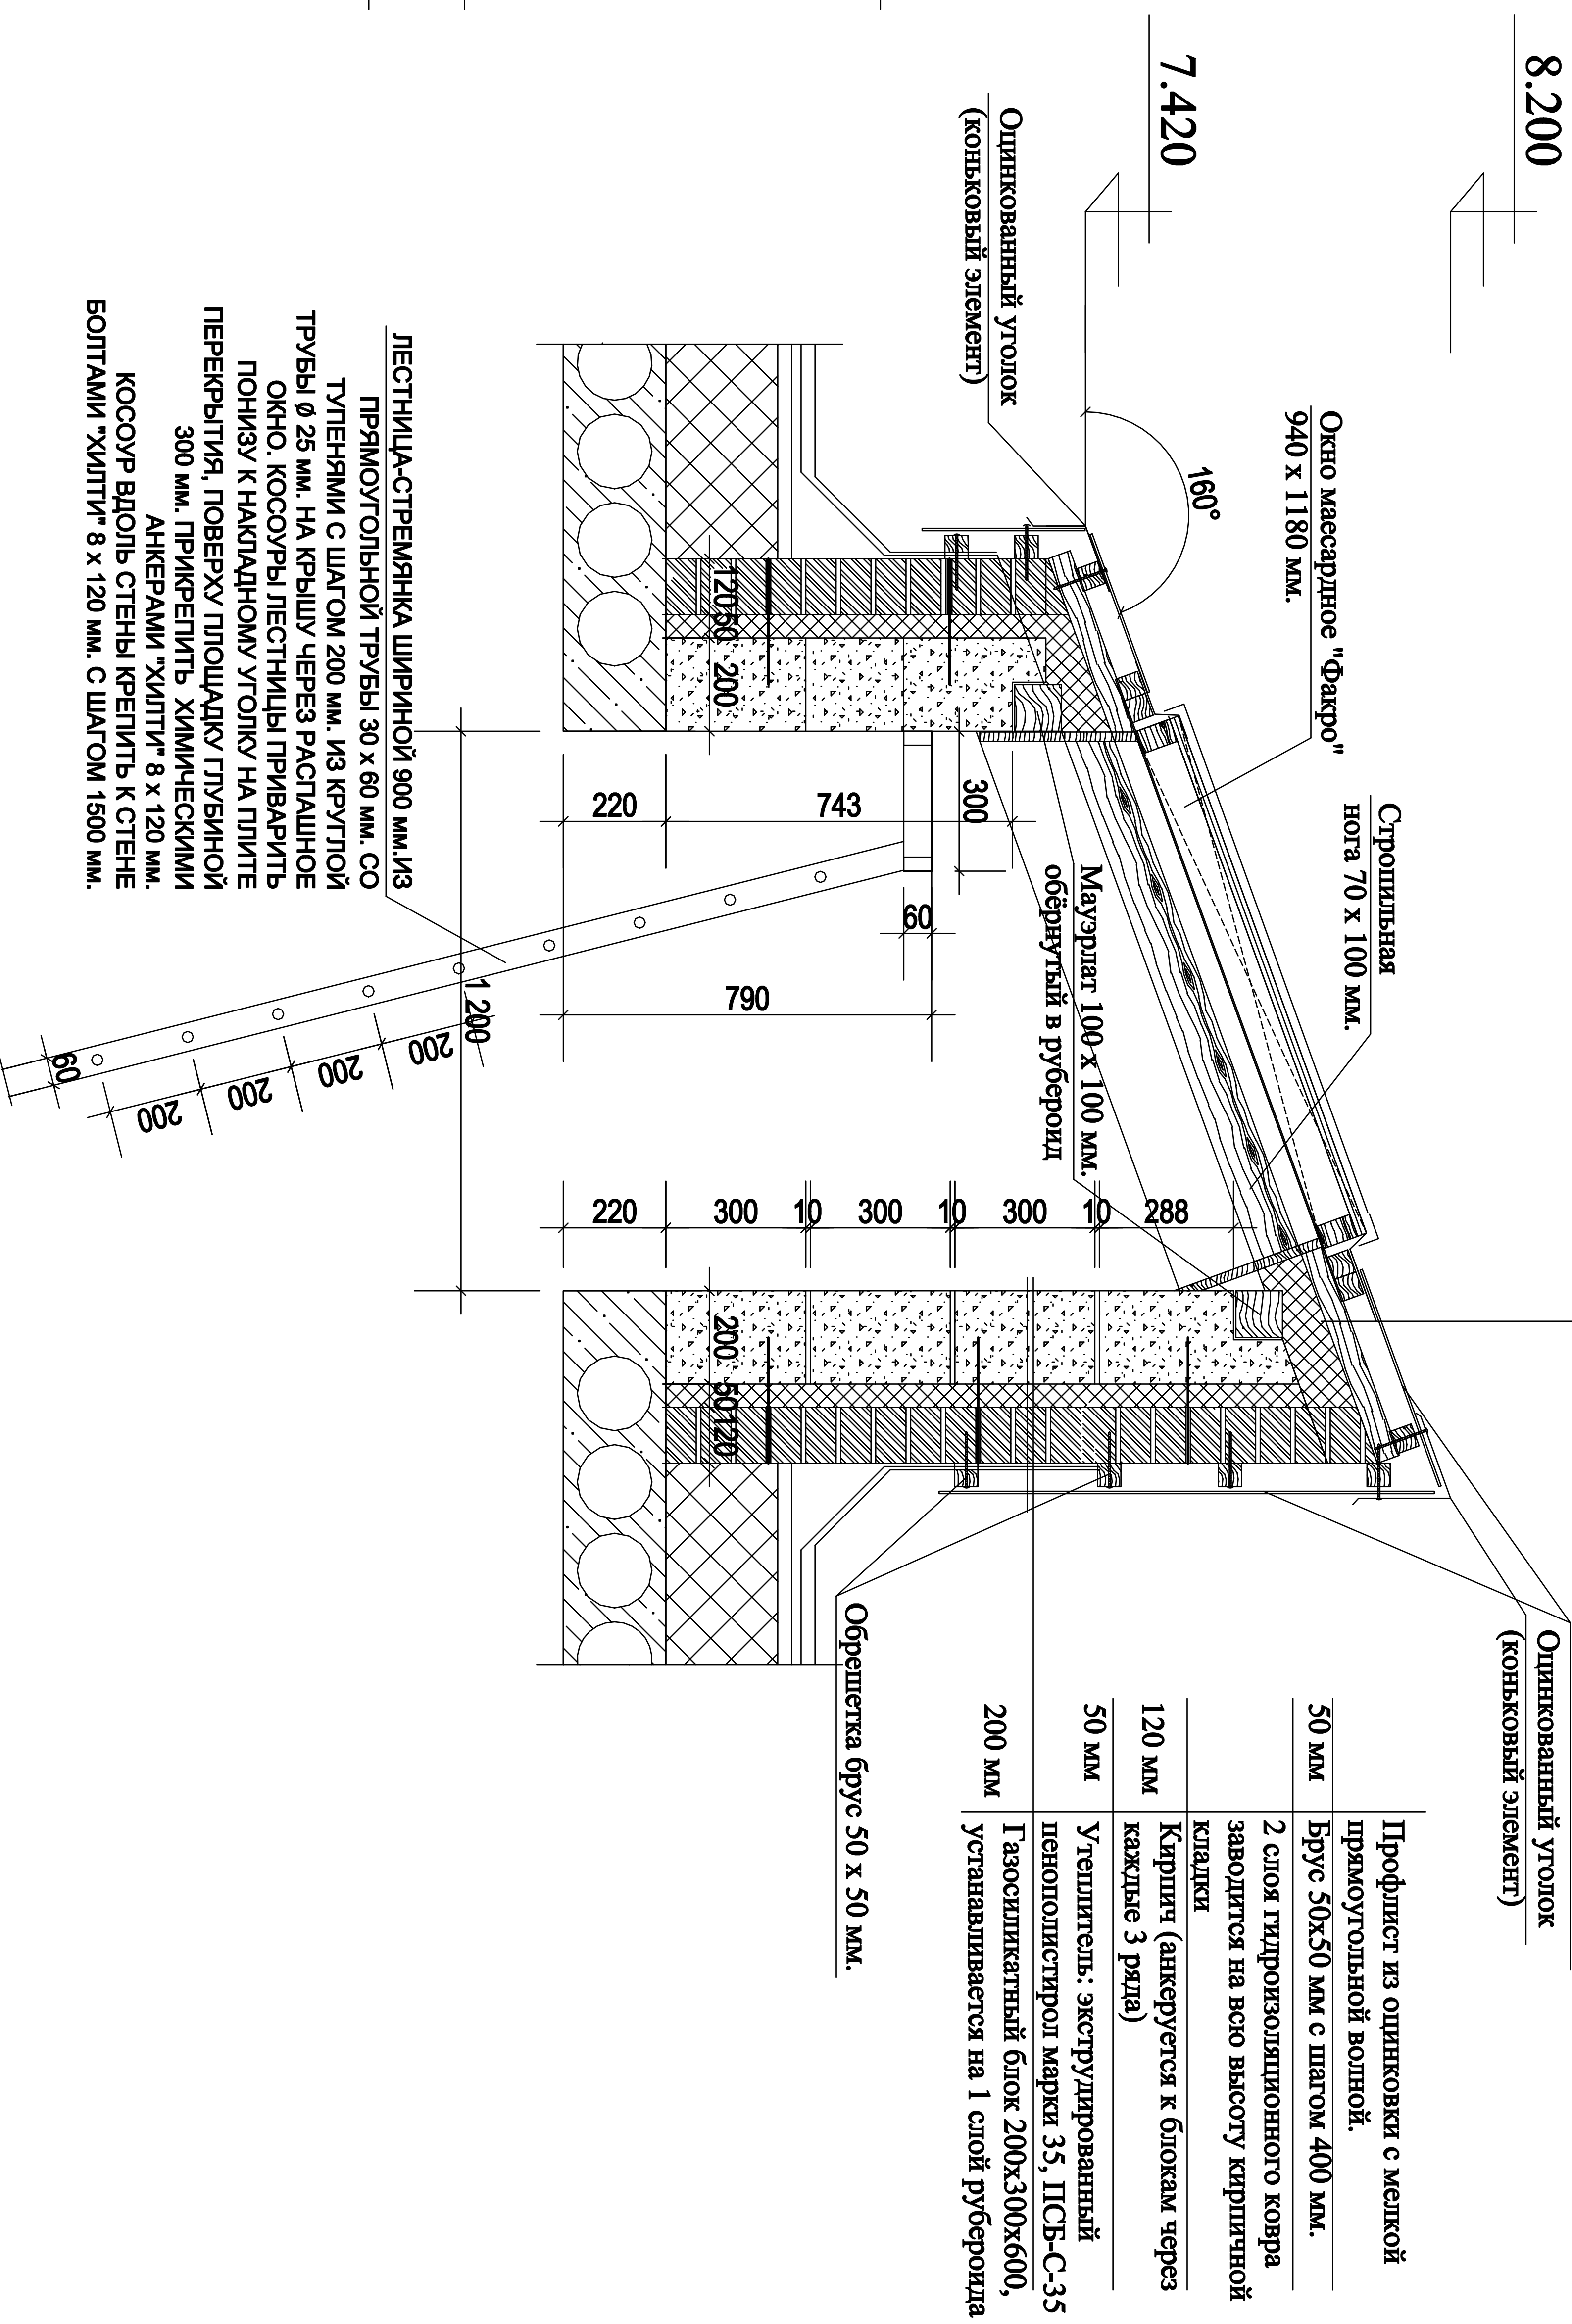 8.200
7.420
Оцинкованный уголок
(коньковый элемент)
160°
Окно маесардное "Факро"
940 х 1180 мм.
Стропильная
нога 70 х 100 мм.
Мауэрлат 100 х 100 мм.
обёрнутый в рубероид
ЛЕСТНИЦА-СТРЕМЯНКА ШИРИНОЙ 900 мм.ИЗ
ПРЯМОУГОЛЬНОЙ ТРУБЫ 30 х 60 мм. СО
ТУПЕНЯМИ С ШАГОМ 200 мм. ИЗ КРУГЛОЙ
ТРУБЫ Ø 25 мм. НА КРЫШУ ЧЕРЕЗ РАСПАШНОЕ
ОКНО. КОСОУРЫ ЛЕСТНИЦЫ ПРИВАРИТЬ
ПОНИЗУ К НАКЛАДНОМУ УГОЛКУ НА ПЛИТЕ
ПЕРЕКРЫТИЯ, ПОВЕРХУ ПЛОЩАДКУ ГЛУБИНОЙ
300 мм. ПРИКРЕПИТЬ ХИМИЧЕСКИМИ
АНКЕРАМИ "ХИЛТИ" 8 х 120 мм.
КОСОУР ВДОЛЬ СТЕНЫ КРЕПИТЬ К СТЕНЕ
БОЛТАМИ "ХИЛТИ" 8 х 120 мм. С ШАГОМ 1500 мм.
120
50
200
220
743
300
60
790
1 200
200
200
200
200
60
220
300
10
300
10
300
10
288
200
50
120
Оцинкованный уголок
(коньковый элемент)
Обрешетка брус 50 х 50 мм.
Профлист из оцинковки с мелкой
прямоугольной волной.
50 мм Брус 50х50 мм с шагом 400 мм.
2 слоя гидроизоляционного ковра
заводится на всю высоту кирпичной
кладки
120 мм Кирпич (анкеруется к блокам через
каждые 3 ряда)
50 мм Утеплитель: экструдированный
пенополистирол марки 35, ПСБ-С-35
200 мм Газосиликатный блок 200х300х600,
устанавливается на 1 слой рубероида